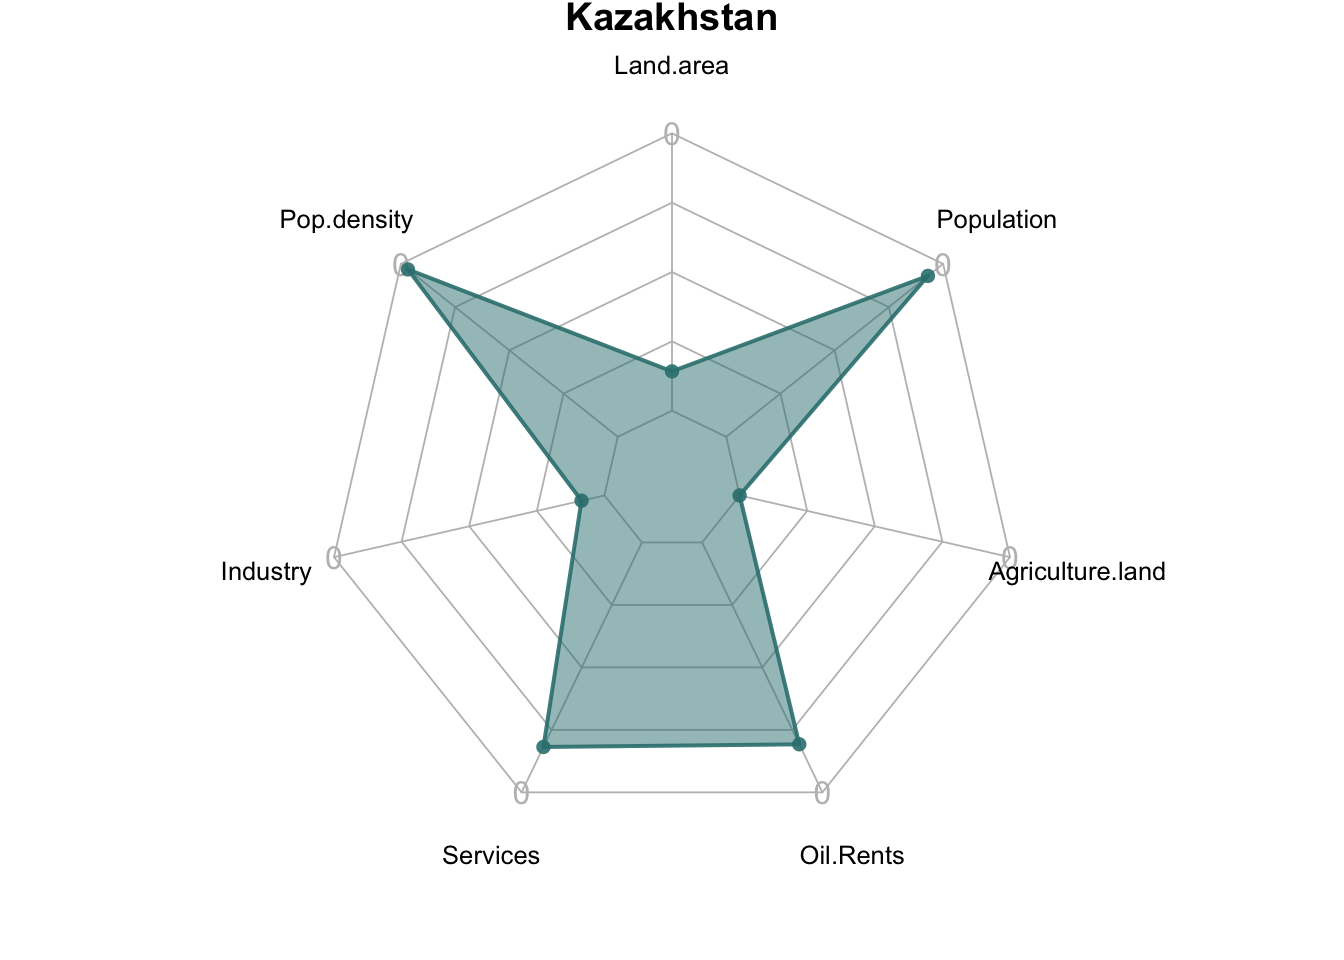 Kazakhstan
Land.area
0
Pop.density
Population
0
0
0
0
Industry
Agriculture.land
0
0
Services
Oil.Rents